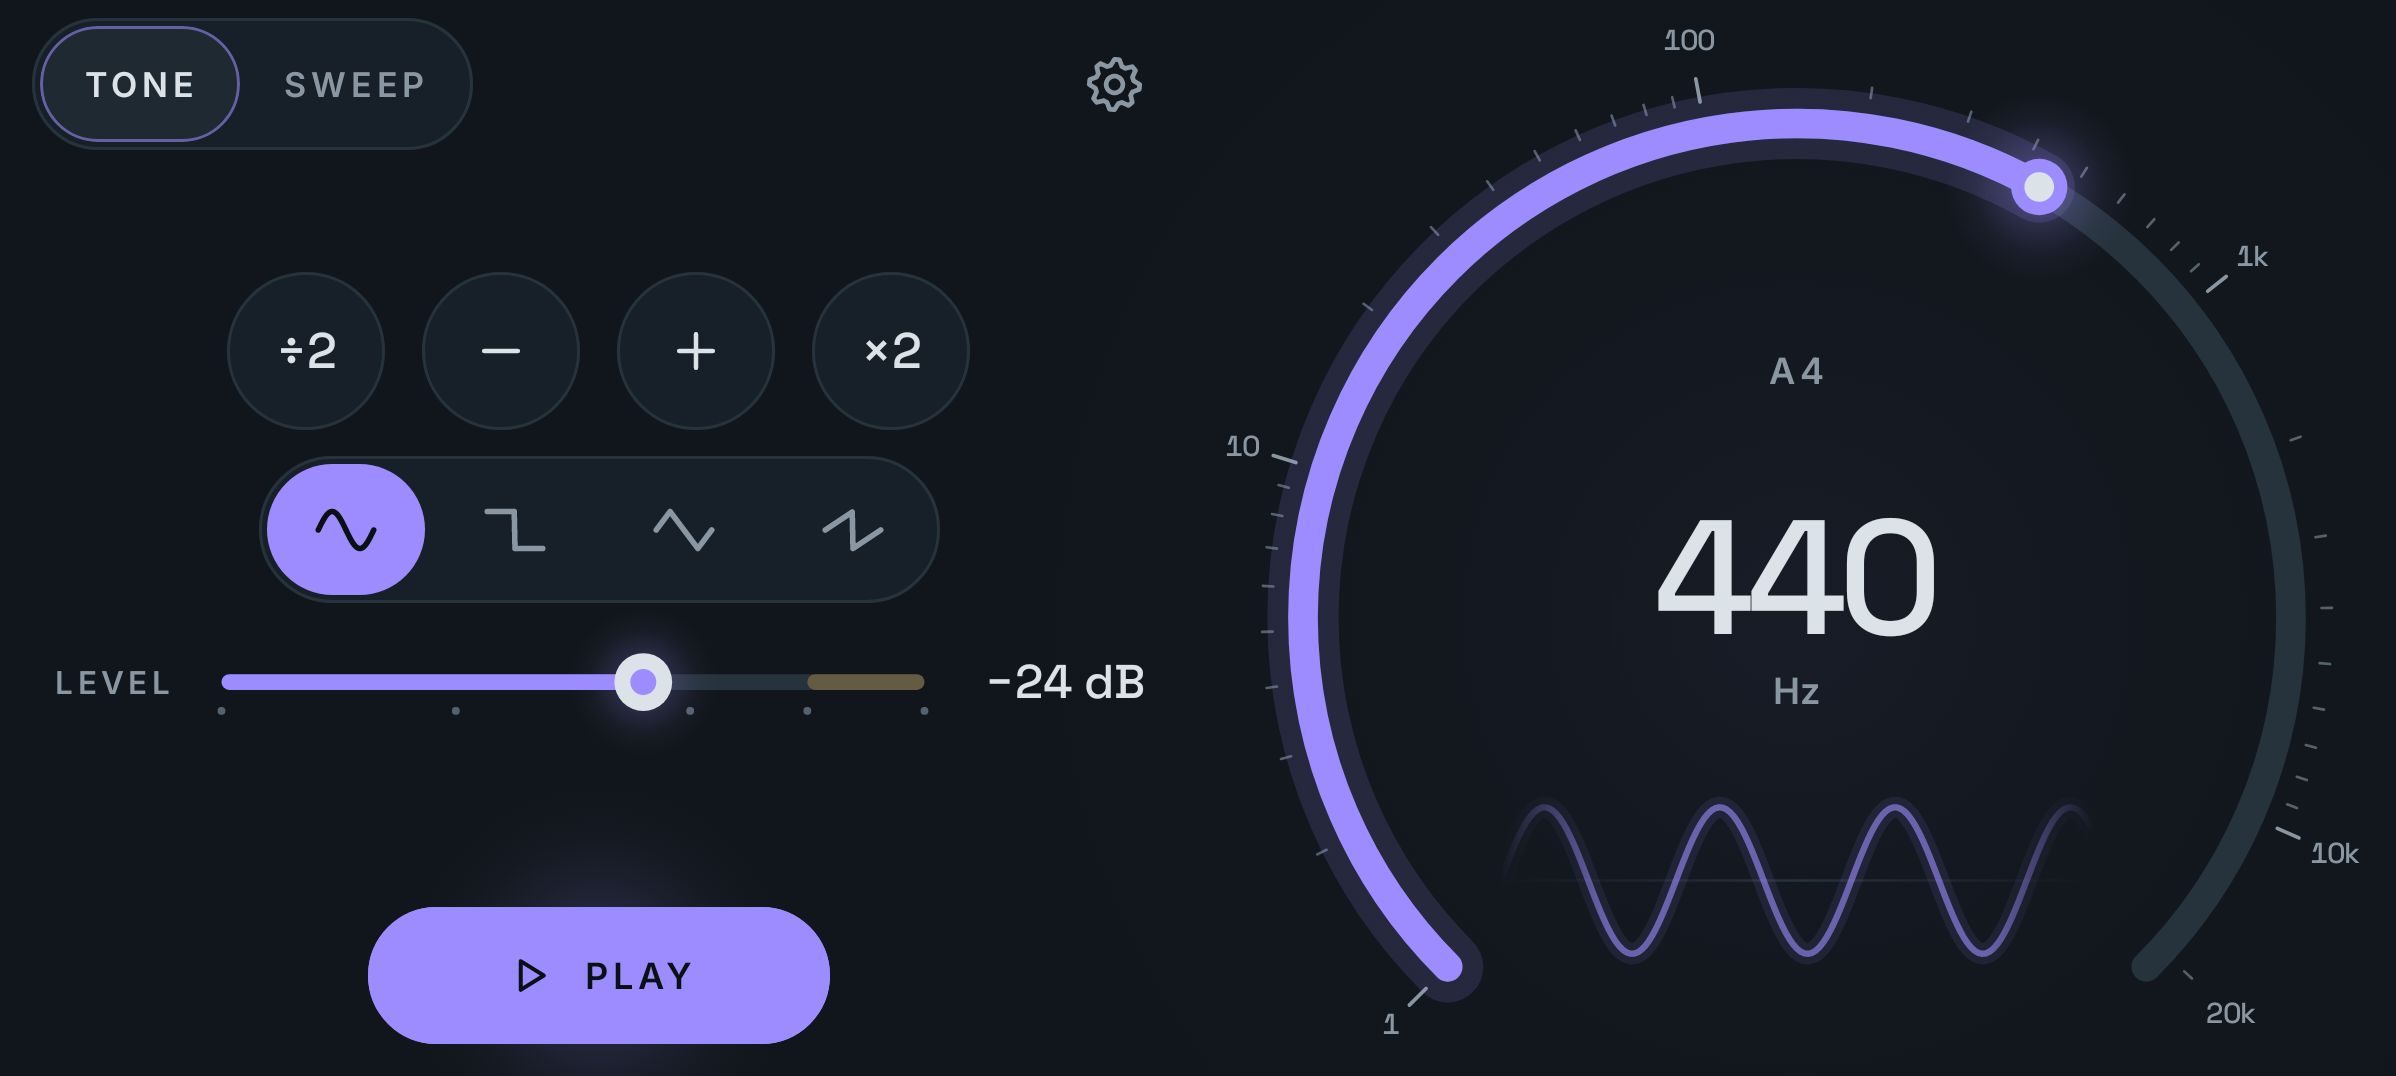 TONE SWEEP
÷2 − + ×2
LEVEL −24 dB
PLAY
100
1k
10
A4
440
Hz
10k
1
20k